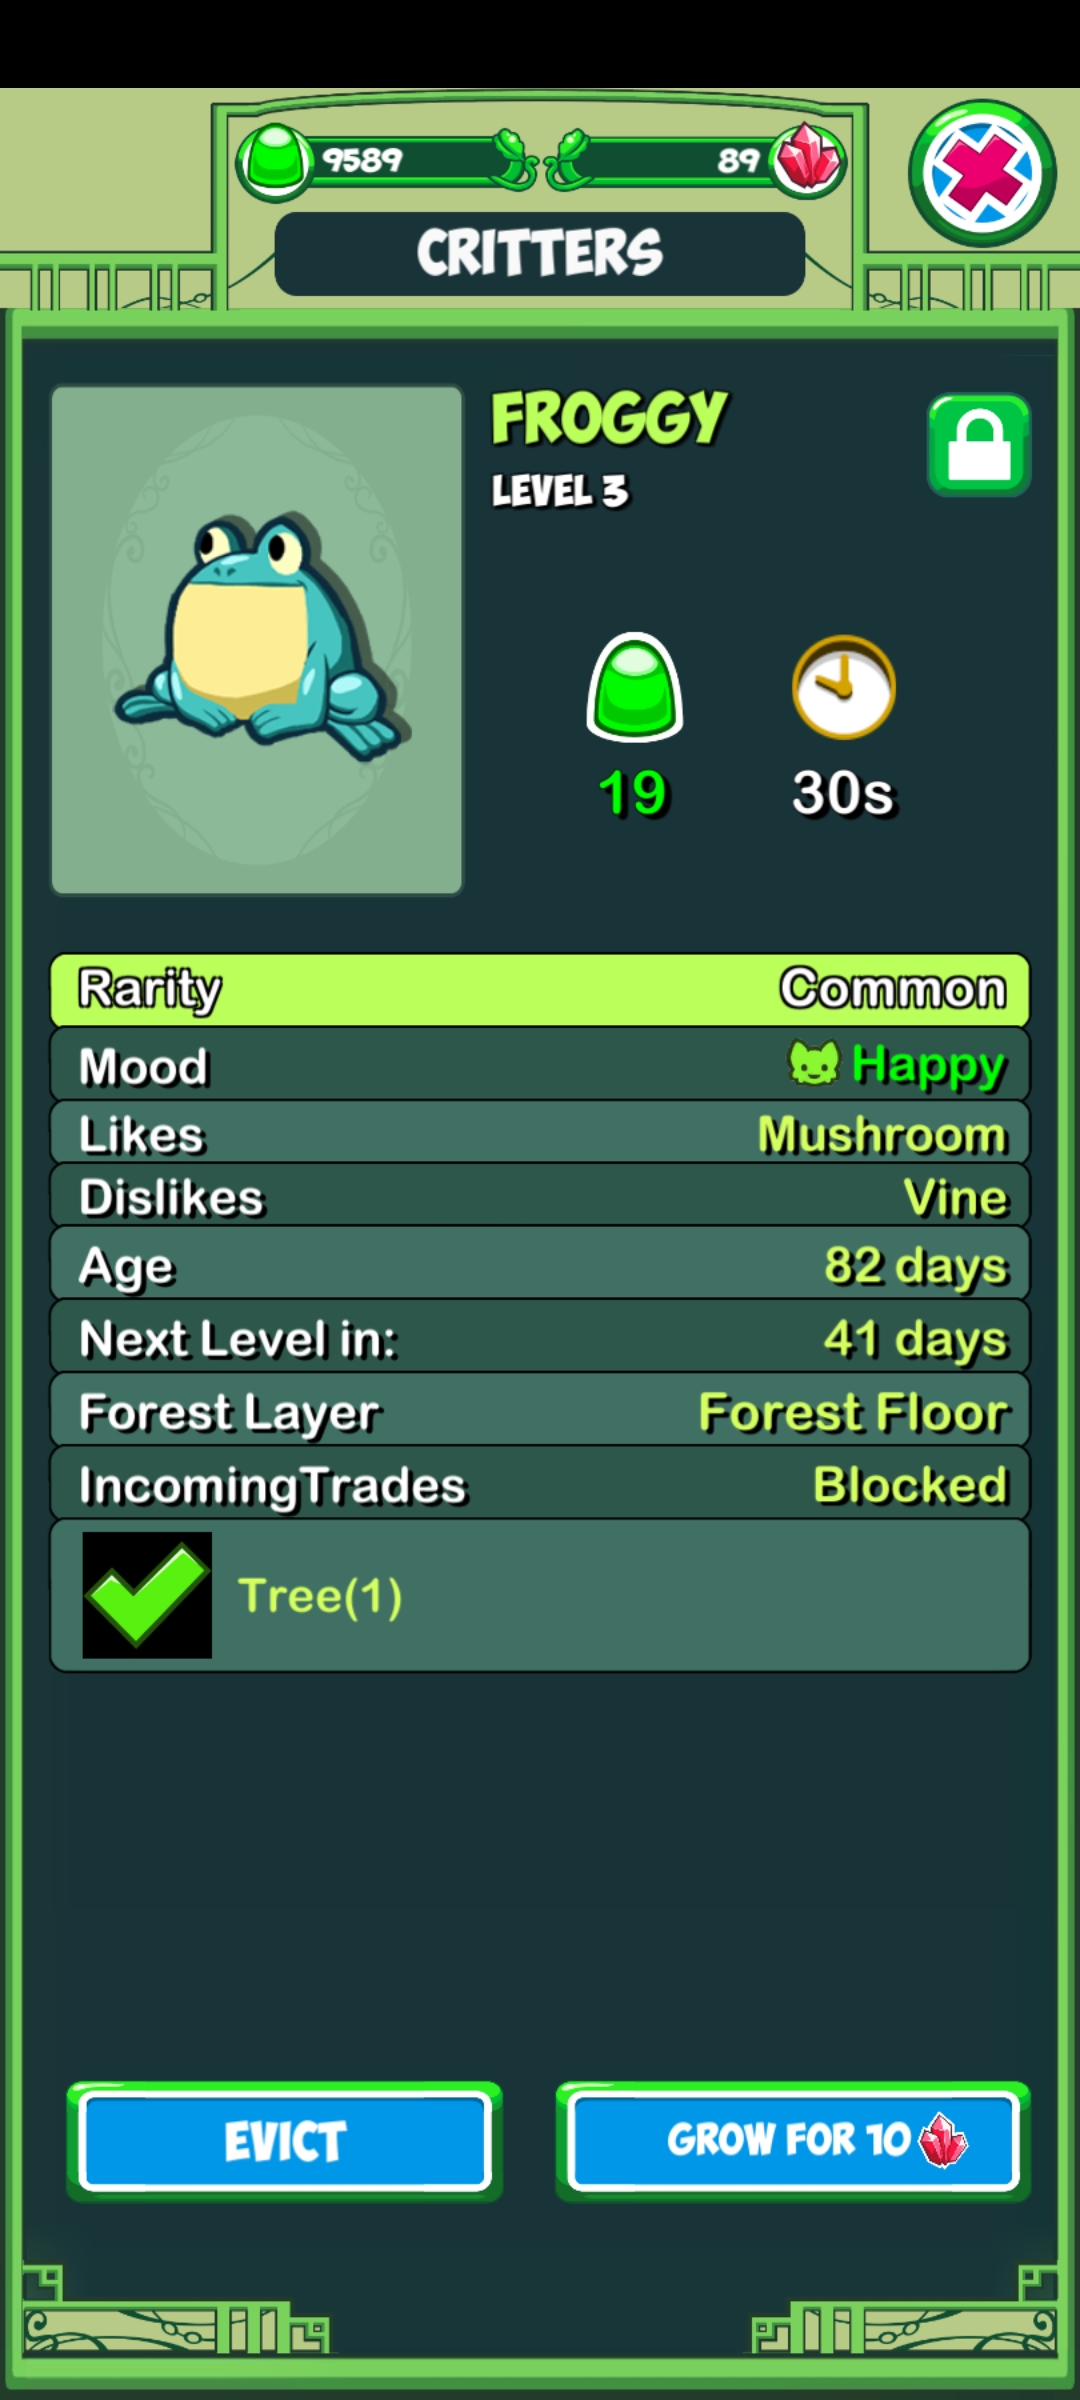 9589
89
CRITTERS
FROGGY
LEVEL 3
19
30s
Rarity Common
Mood Happy
Likes Mushroom
Dislikes Vine
Age 82 days
Next Level in: 41 days
Forest Layer Forest Floor
IncomingTrades Blocked
Tree(1)
EVICT
GROW FOR 10